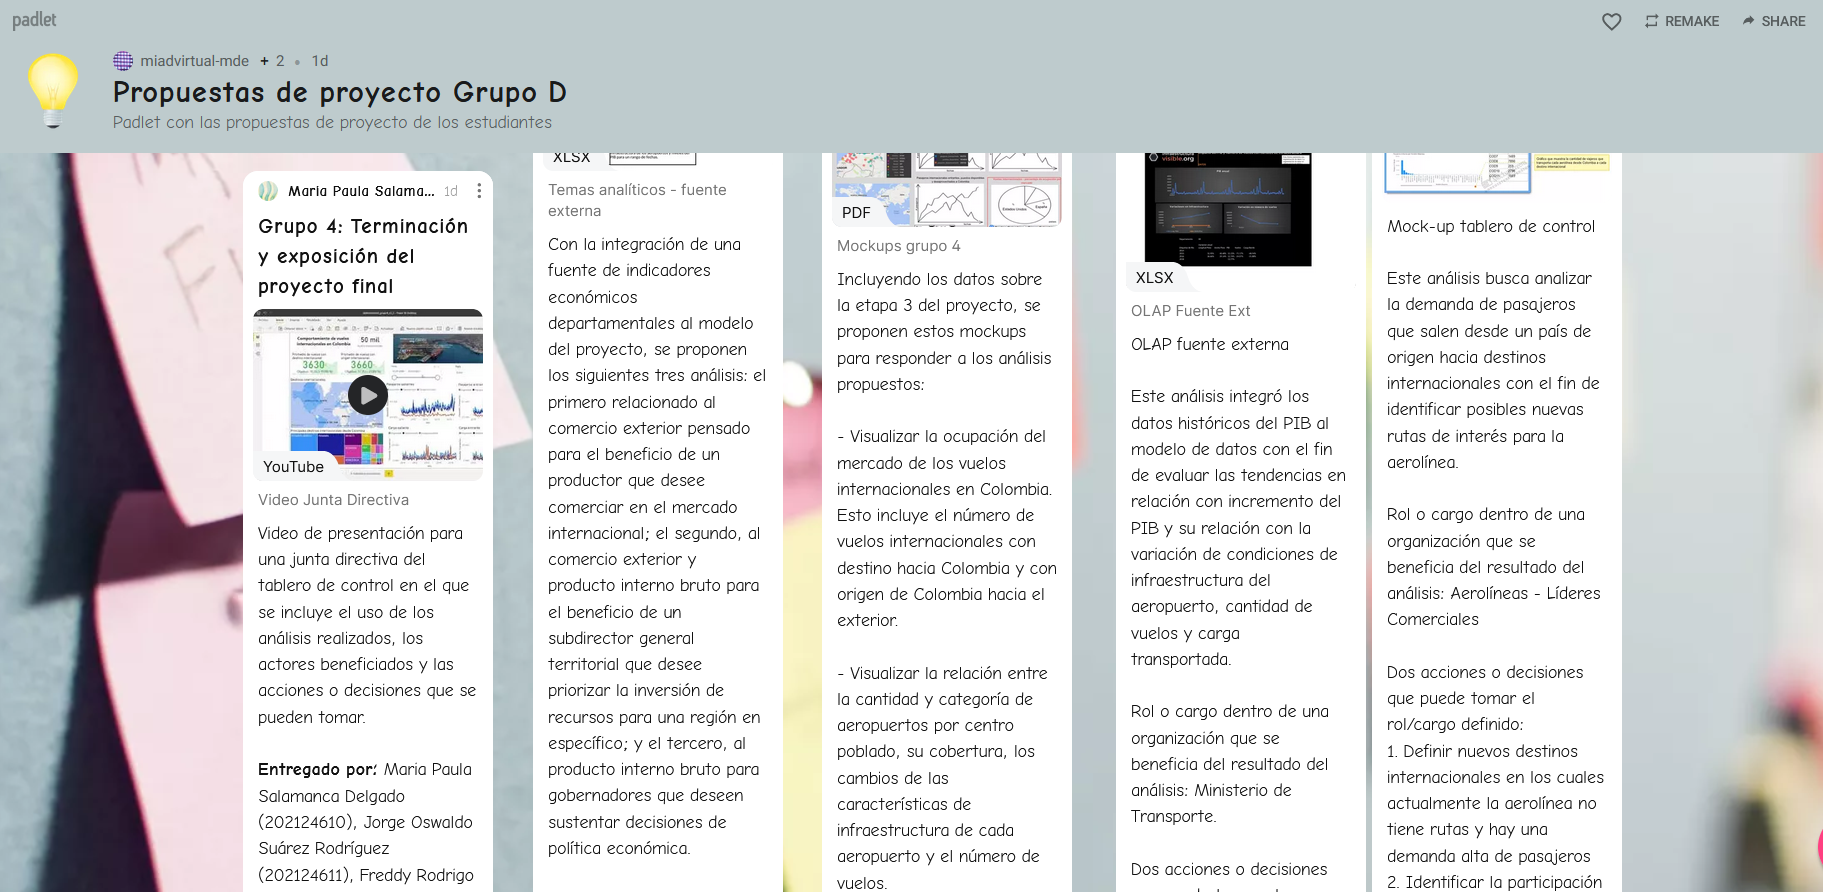 padlet
REMAKE
SHARE
miadvirtual-mde + 2 • 1d
Propuestas de proyecto Grupo D
Padlet con las propuestas de proyecto de los estudiantes
Maria Paula Salama... 1d
Grupo 4: Terminación
y exposición del
proyecto final
Comportamiento de vuelos
internacionales en Colombia
50 mil
3630
3660
YouTube
Video Junta Directiva
Video de presentación para
una junta directiva del
tablero de control en el que
se incluye el uso de los
análisis realizados, los
actores beneficiados y las
acciones o decisiones que se
pueden tomar.
Entregado por: Maria Paula
Salamanca Delgado
(202124610), Jorge Oswaldo
Suárez Rodríguez
(202124611), Freddy Rodrigo
XLSX
Temas analíticos - fuente
externa
Con la integración de una
fuente de indicadores
económicos
departamentales al modelo
del proyecto, se proponen
los siguientes tres análisis: el
primero relacionado al
comercio exterior pensado
para el beneficio de un
productor que desee
comerciar en el mercado
internacional; el segundo, al
comercio exterior y
producto interno bruto para
el beneficio de un
subdirector general
territorial que desee
priorizar la inversión de
recursos para una región en
específico; y el tercero, al
producto interno bruto para
gobernadores que deseen
sustentar decisiones de
política económica.
PDF
Mockups grupo 4
Incluyendo los datos sobre
la etapa 3 del proyecto, se
proponen estos mockups
para responder a los análisis
propuestos:
- Visualizar la ocupación del
mercado de los vuelos
internacionales en Colombia.
Esto incluye el número de
vuelos internacionales con
destino hacia Colombia y con
origen de Colombia hacia el
exterior.
- Visualizar la relación entre
la cantidad y categoría de
aeropuertos por centro
poblado, su cobertura, los
cambios de las
características de
infraestructura de cada
aeropuerto y el número de
vuelos.
visible.org
XLSX
OLAP Fuente Ext
OLAP fuente externa
Este análisis integró los
datos históricos del PIB al
modelo de datos con el fin
de evaluar las tendencias en
relación con incremento del
PIB y su relación con la
variación de condiciones de
infraestructura del
aeropuerto, cantidad de
vuelos y carga
transportada.
Rol o cargo dentro de una
organización que se
beneficia del resultado del
análisis: Ministerio de
Transporte.
Dos acciones o decisiones
Mock-up tablero de control
Este análisis busca analizar
la demanda de pasajeros
que salen desde un país de
origen hacia destinos
internacionales con el fin de
identificar posibles nuevas
rutas de interés para la
aerolínea.
Rol o cargo dentro de una
organización que se
beneficia del resultado del
análisis: Aerolíneas - Líderes
Comerciales
Dos acciones o decisiones
que puede tomar el
rol/cargo definido:
1. Definir nuevos destinos
internacionales en los cuales
actualmente la aerolínea no
tiene rutas y hay una
demanda alta de pasajeros
2. Identificar la participación